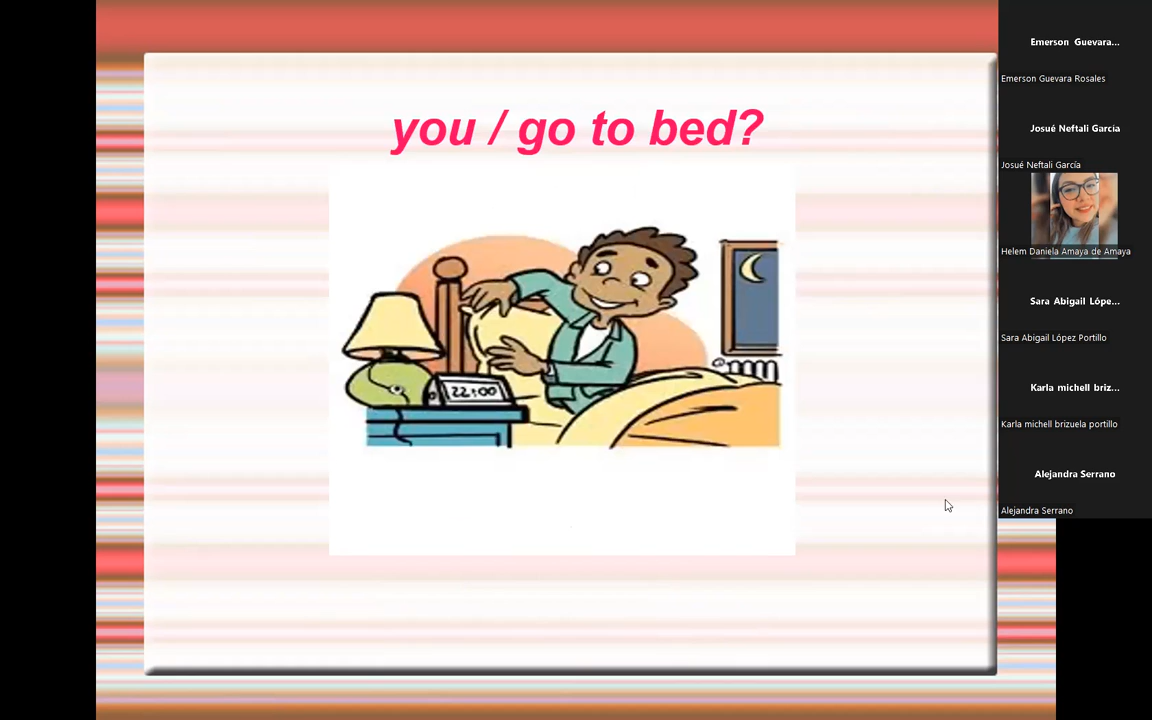 you / go to bed?
22:00
Emerson Guevara...
Emerson Guevara Rosales
Josué Neftali García
Josué Neftali García
Helem Daniela Amaya de Amaya
Sara Abigail Lópe...
Sara Abigail López Portillo
Karla michell briz...
Karla michell brizuela portillo
Alejandra Serrano
Alejandra Serrano